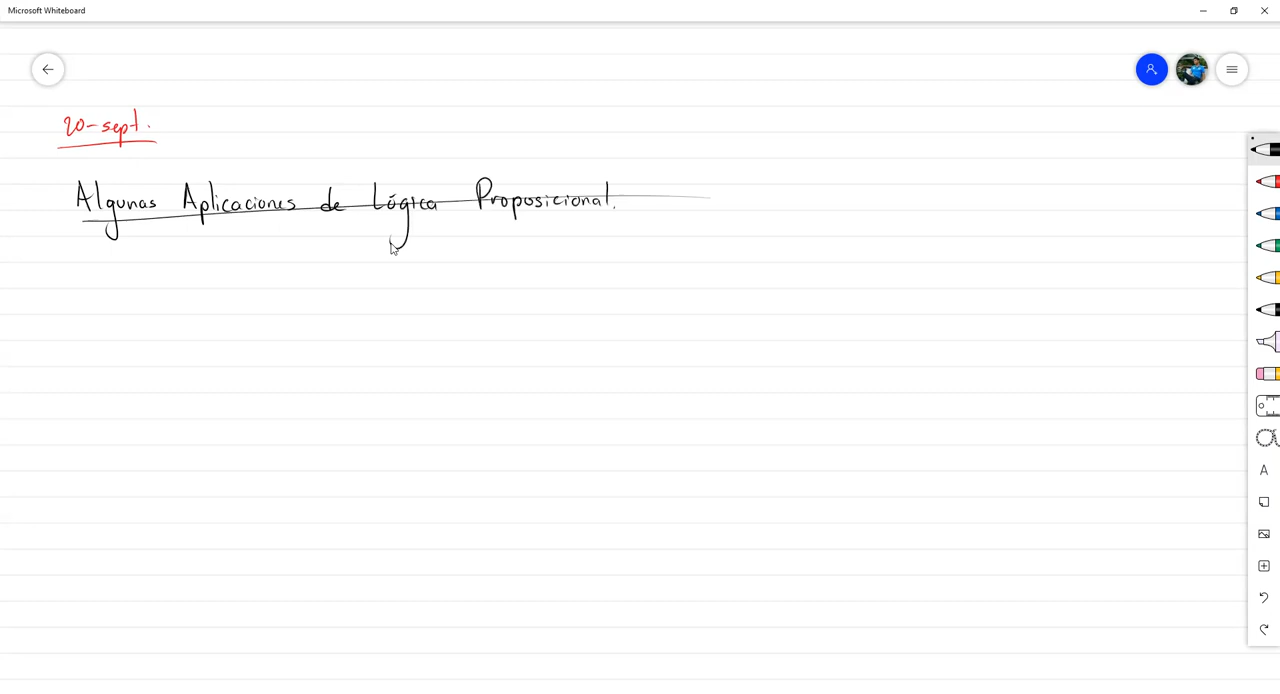 Microsoft Whiteboard
20-sept.
Algunas Aplicaciones de Lógica Proposicional.
A